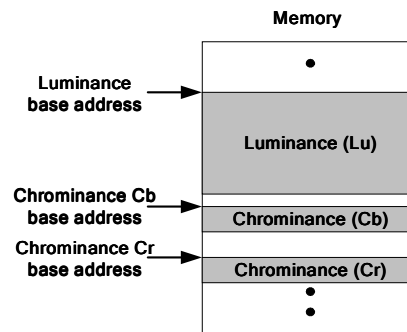 Memory
Luminance
base address
Luminance (Lu)
Chrominance Cb
base address
Chrominance (Cb)
Chrominance Cr
base address
Chrominance (Cr)